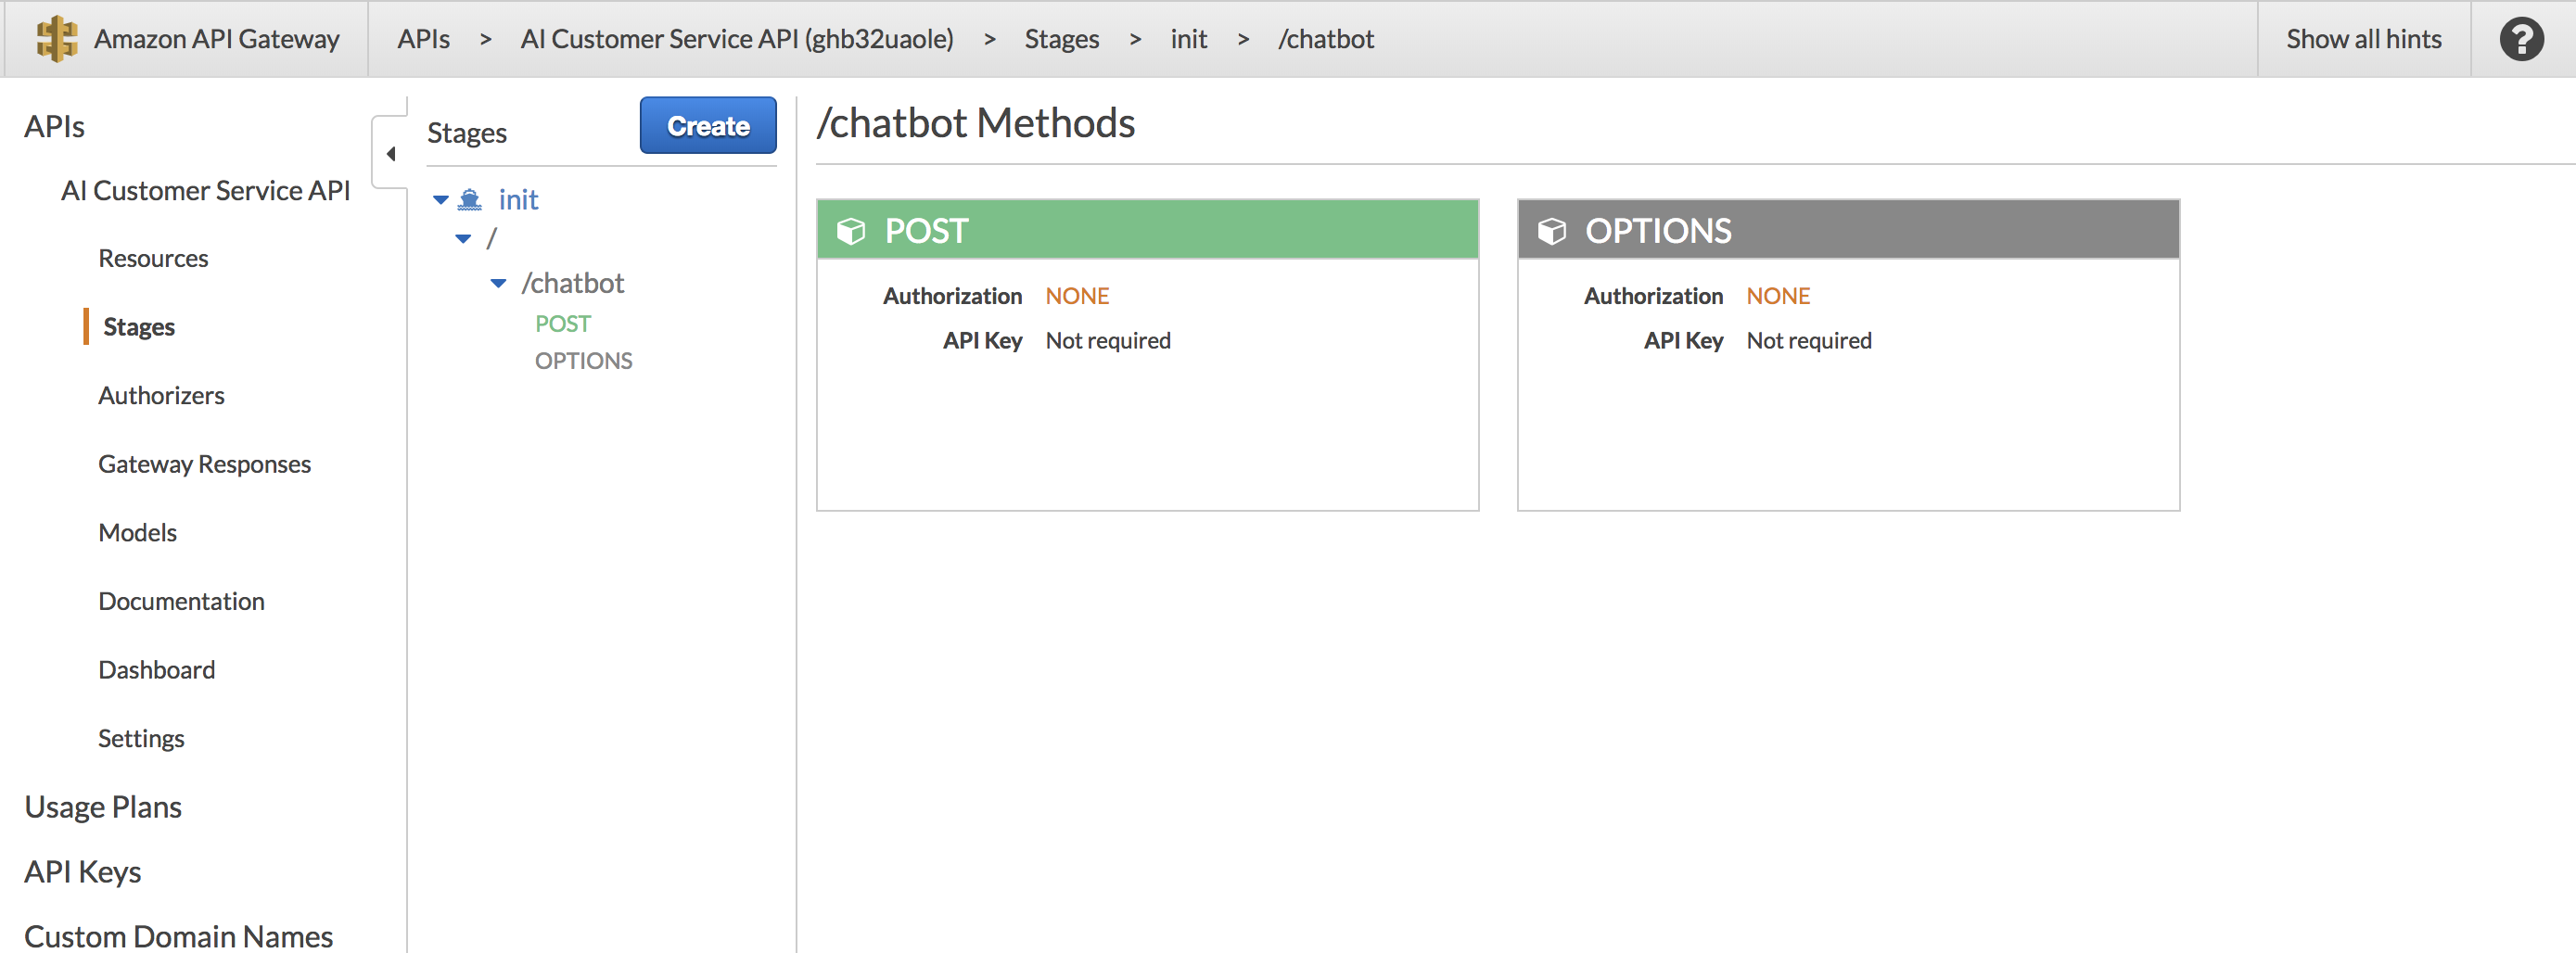 Amazon API Gateway APIs > AI Customer Service API (ghb32uaole) > Stages > init > /chatbot Show all hints ?
APIs
AI Customer Service API
Resources
Stages
Authorizers
Gateway Responses
Models
Documentation
Dashboard
Settings
Usage Plans
API Keys
Custom Domain Names
Stages Create
init
/
/chatbot
POST
OPTIONS
/chatbot Methods
POST
Authorization NONE
API Key Not required
OPTIONS
Authorization NONE
API Key Not required